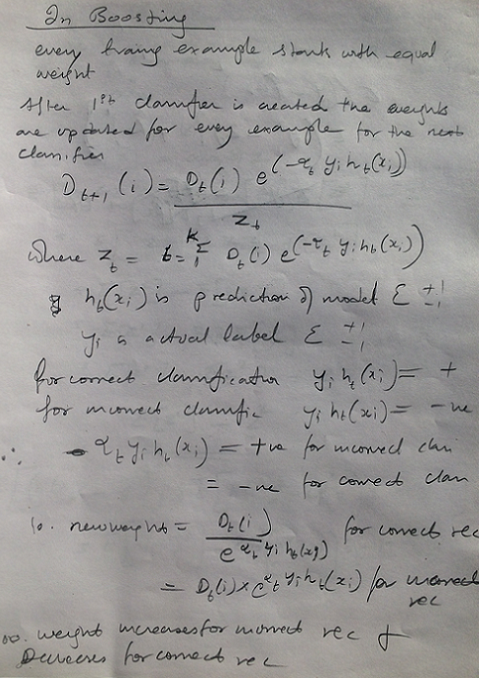 In Boosting
every traing example starts with equal
weight
After 1st classifier is created the weights
are updated for every example for the next
classifier
D_{t+1}(i) = D_t(i) e^{(-α_t y_i h_t(x_i))} / Z_t
where Z_t = Σ_{t=1}^{K} D_t(i) e^{(-α_t y_i h_t(x_i))}
h_t(x_i) is prediction of model ∈ ±1
y_i is actual label ∈ ±1
for correct classification y_i h_t(x_i) = +
for incorrect classific y_i h_t(x_i) = -ve
∴ -α_t y_i h_t(x_i) = +ve for incorrect clas
= -ve for correct clas
new weight = D_t(i) / e^{α_t y_i h_t(x_i)} for correct rec
= D_t(i) × e^{α_t y_i h_t(x_i)} for incorrect
rec
weight increases for incorrect rec &
Decreases for correct rec